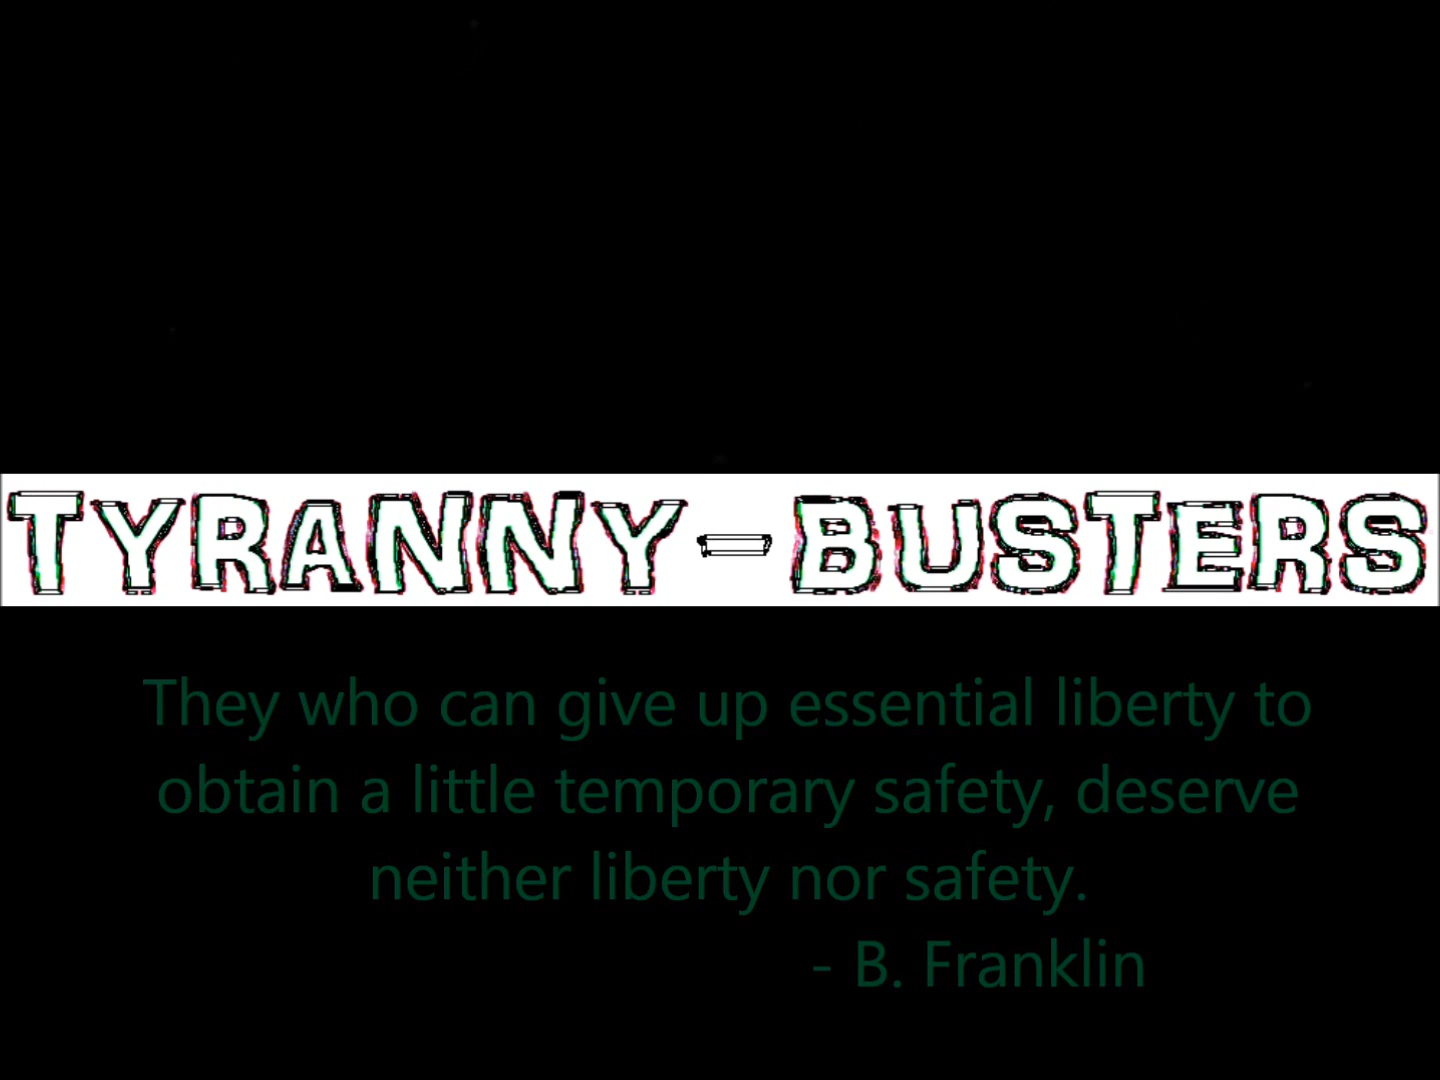 TYRANNY-BUSTERS
They who can give up essential liberty to
obtain a little temporary safety, deserve
neither liberty nor safety.
- B. Franklin